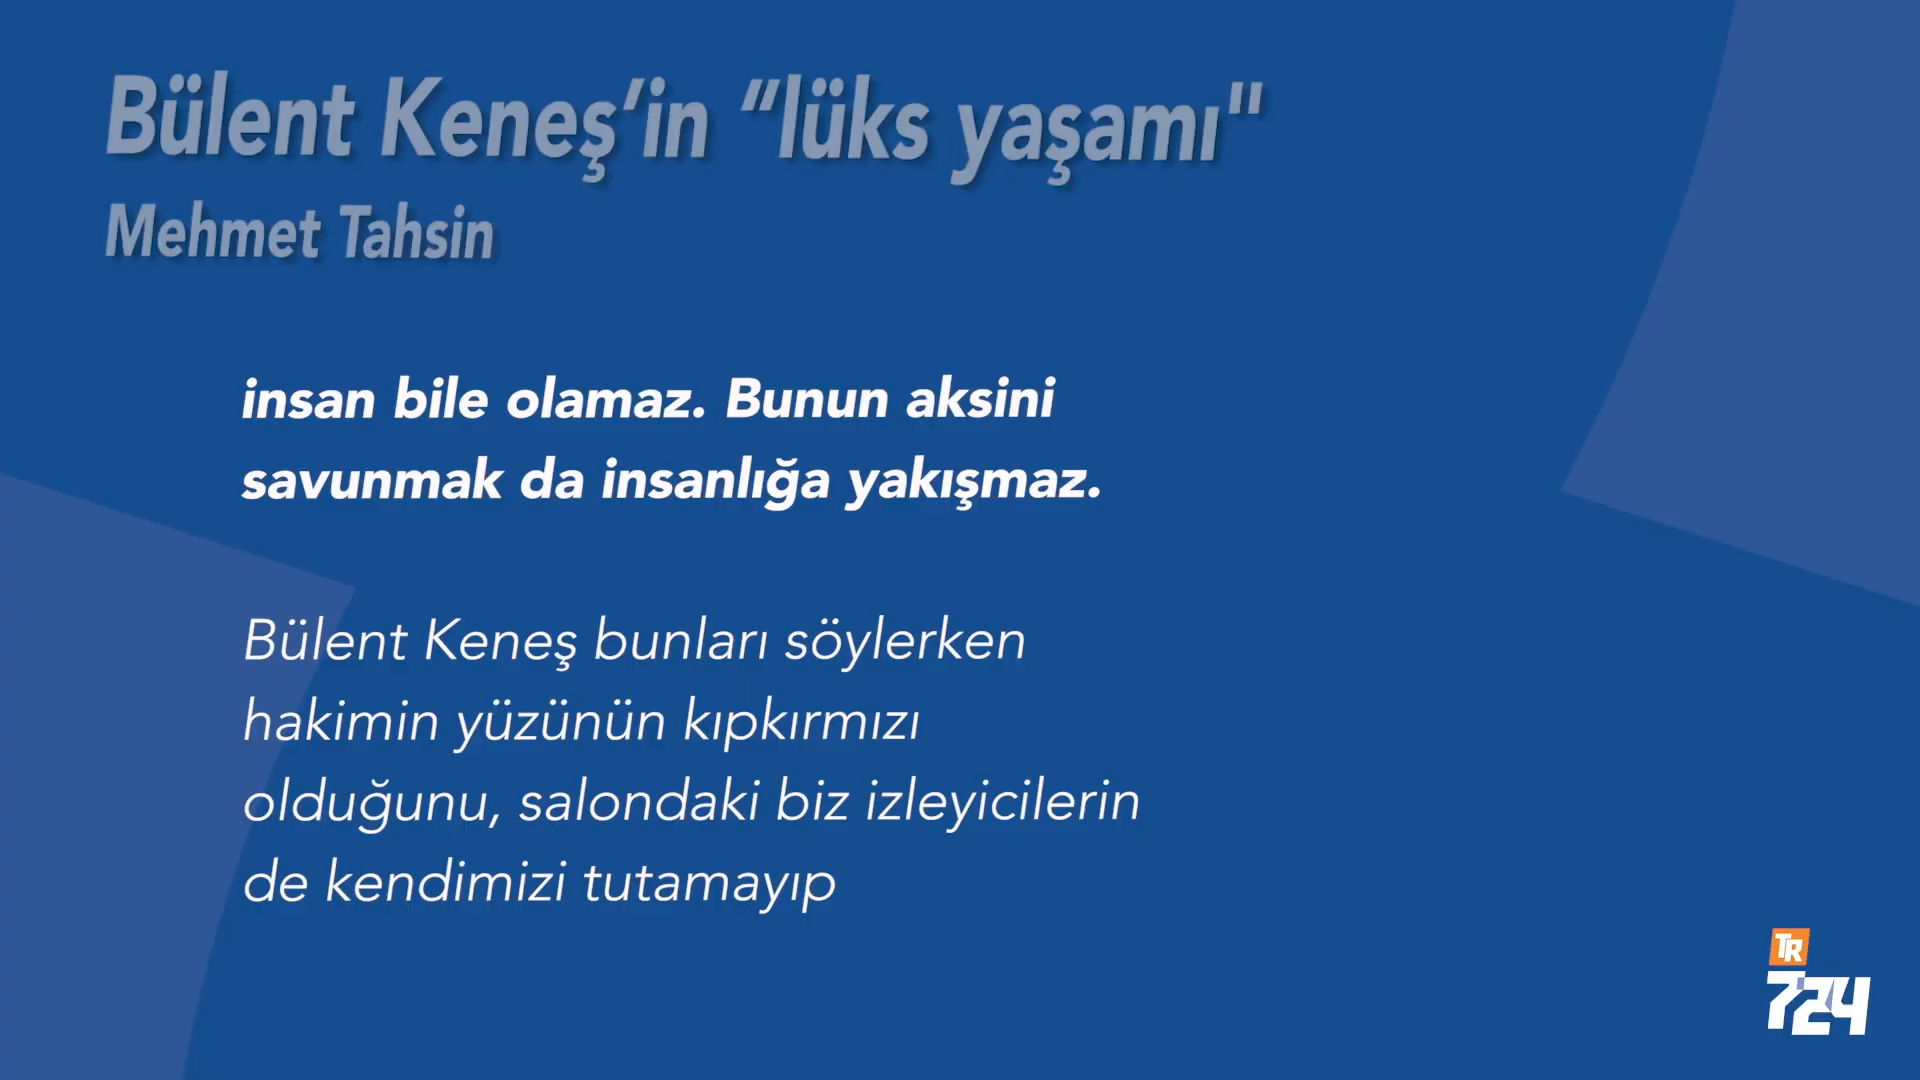 Bülent Keneş’in “lüks yaşamı"
Mehmet Tahsin
insan bile olamaz. Bunun aksini
savunmak da insanlığa yakışmaz.
Bülent Keneş bunları söylerken
hakimin yüzünün kıpkırmızı
olduğunu, salondaki biz izleyicilerin
de kendimizi tutamayıp
TR
724